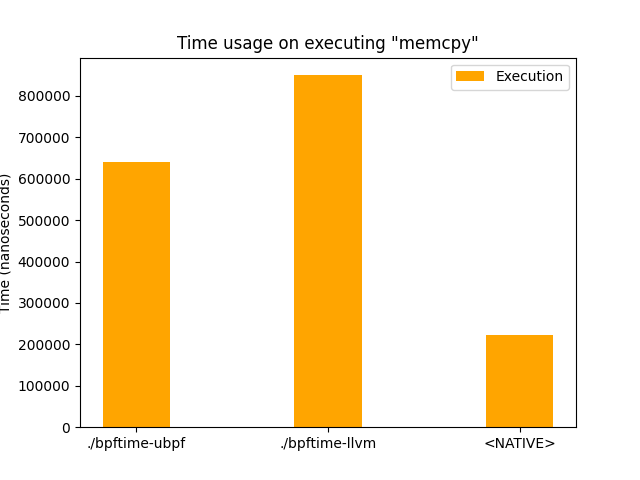 Time usage on executing "memcpy"
Execution
Time (nanoseconds)
800000
700000
600000
500000
400000
300000
200000
100000
0
./bpftime-ubpf
./bpftime-llvm
<NATIVE>